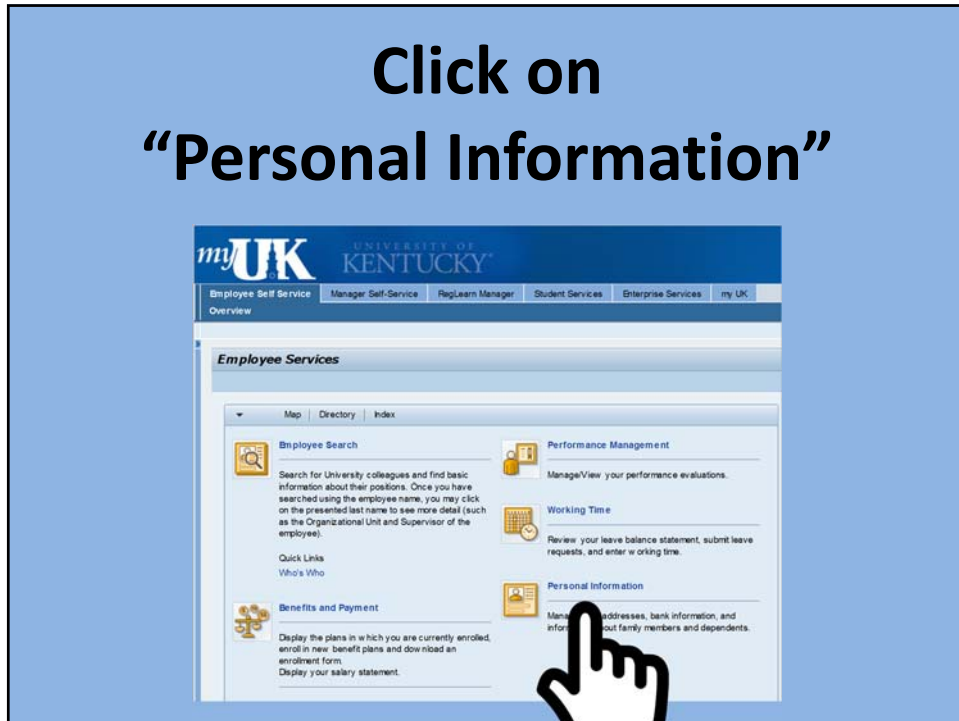 Click on
“Personal Information”
myUK UNIVERSITY OF
KENTUCKY
Employee Self Service Manager Self-Service RegLearn Manager Student Services Enterprise Services my UK
Overview
Employee Services
Map | Directory | Index
Employee Search
Search for University colleagues and find basic
information about their positions. Once you have
searched using the employee name, you may click
on the presented last name to see more detail (such
as the Organizational Unit and Supervisor of the
employee).
Quick Links
Who's Who
Benefits and Payment
Display the plans in which you are currently enrolled,
enroll in new benefit plans and download an
enrollment form.
Display your salary statement.
Performance Management
Manage/View your performance evaluations.
Working Time
Review your leave balance statement, submit leave
requests, and enter working time.
Personal Information
addresses, bank information, and
family members and dependents.